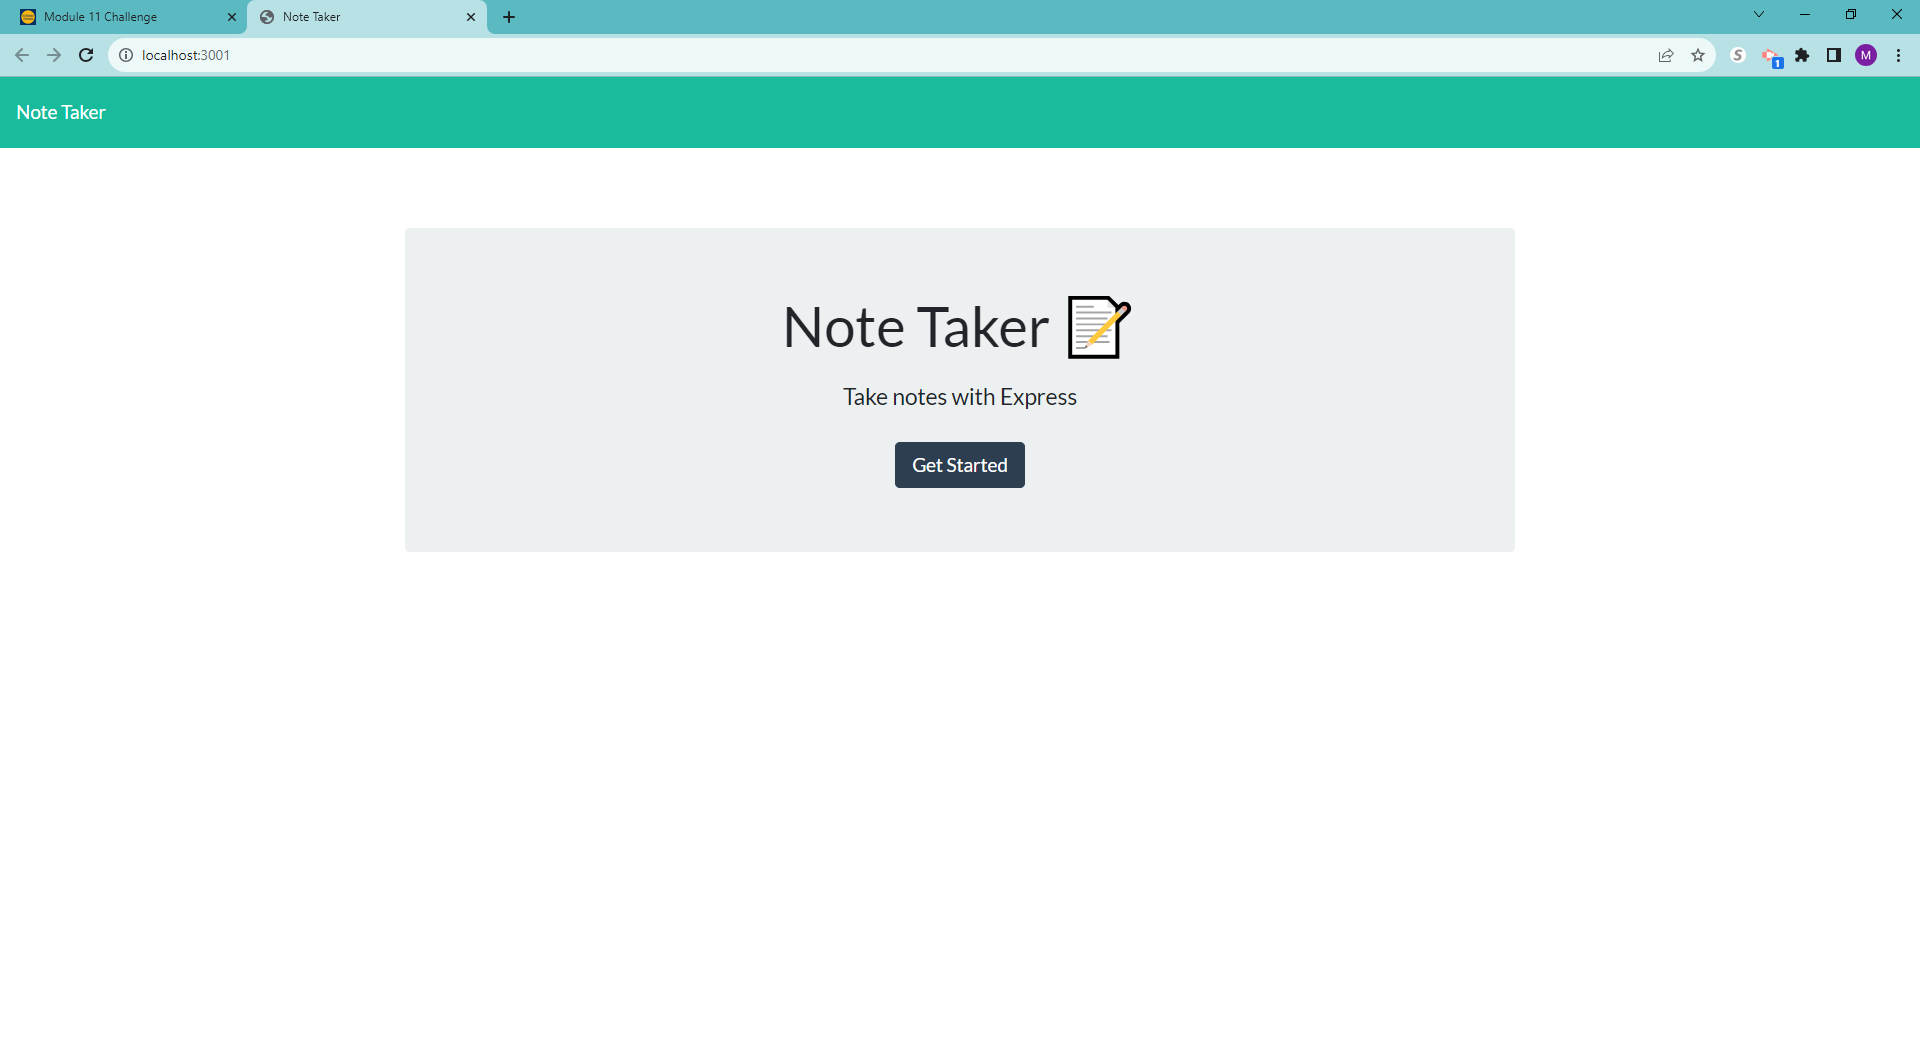 Module 11 Challenge
Note Taker
localhost:3001
S
1
M
Note Taker
Note Taker
Take notes with Express
Get Started